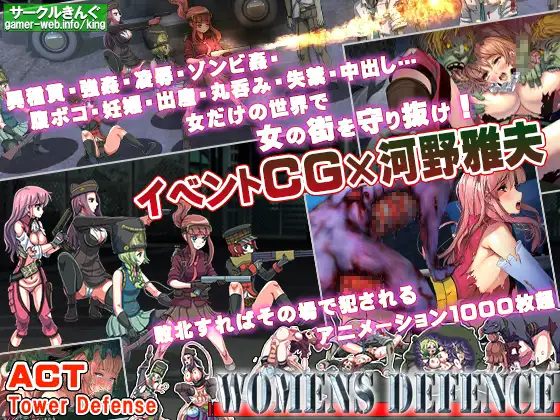 サークルきんぐ
gamer-web.info/king
異種姦・強姦・凌辱・ゾンビ姦・
腹ボコ・妊娠・出産・丸呑み・失禁・中出し…
女だけの世界で
女の街を守り抜け！
イベントCG×河野雅夫
敗北すればその場で犯される
アニメーション1000枚超
ACT
Tower Defense
WOMENS DEFENCE